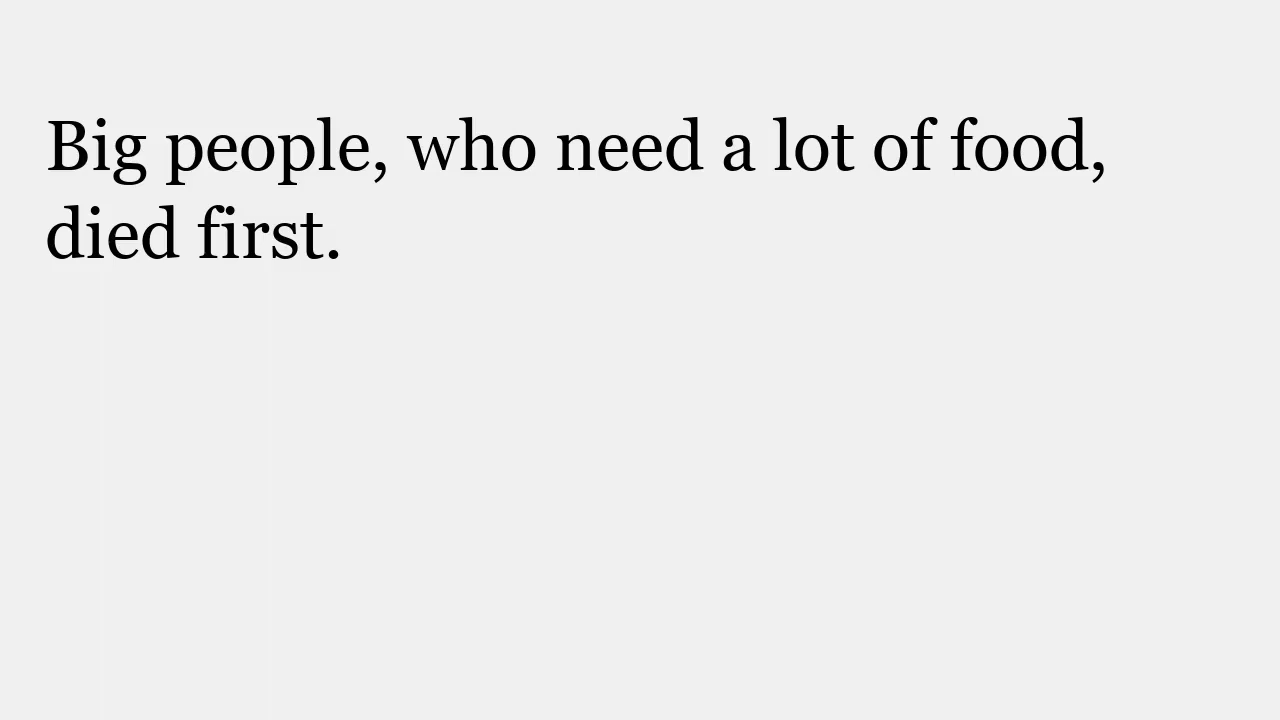 Big people, who need a lot of food,
died first.